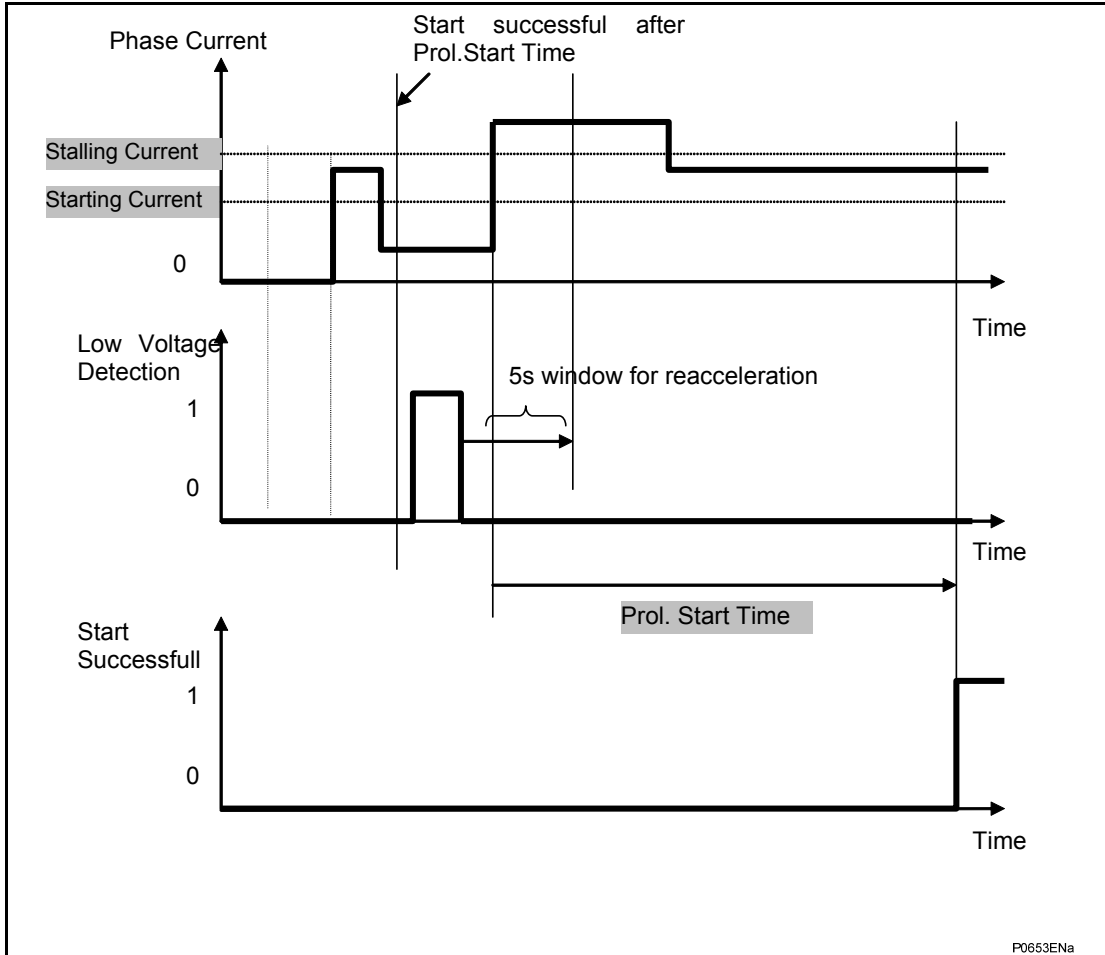 Start successful after
Prol.Start Time
Phase Current
Stalling Current
Starting Current
0
Time
Low Voltage
Detection
5s window for reacceleration
1
0
Time
Prol. Start Time
Start
Successfull
1
0
Time
P0653ENa